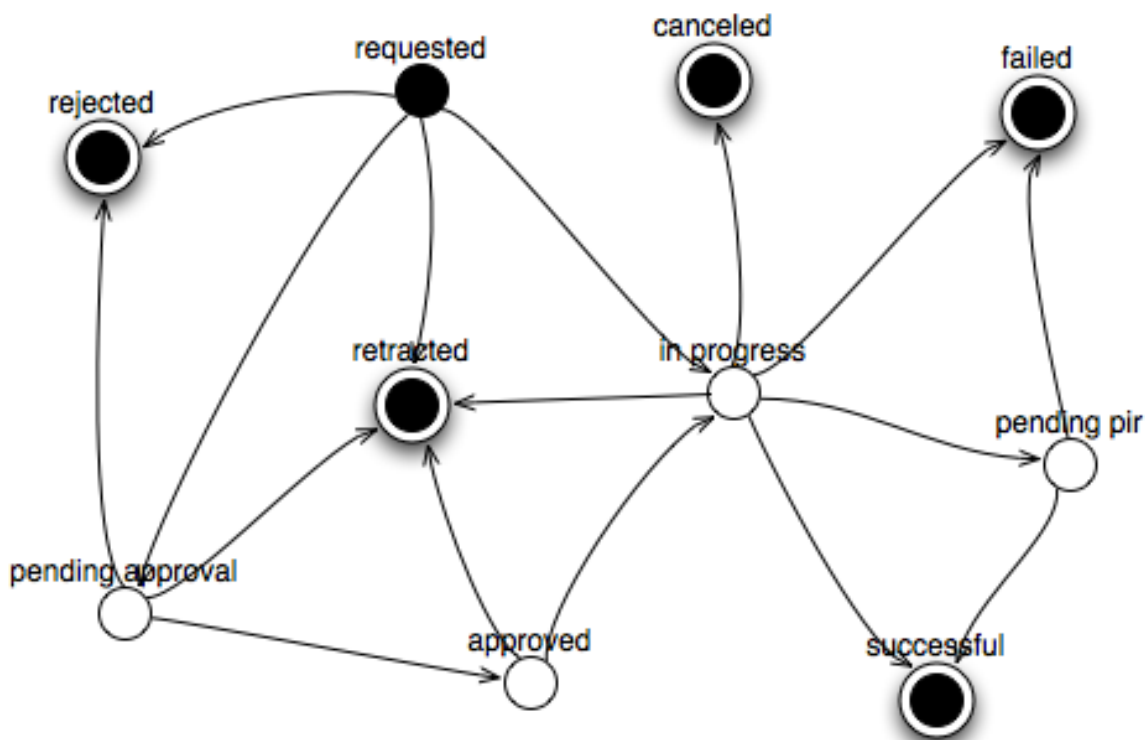 canceled
requested
failed
rejected
retracted
in progress
pending pir
pending approval
approved
successful